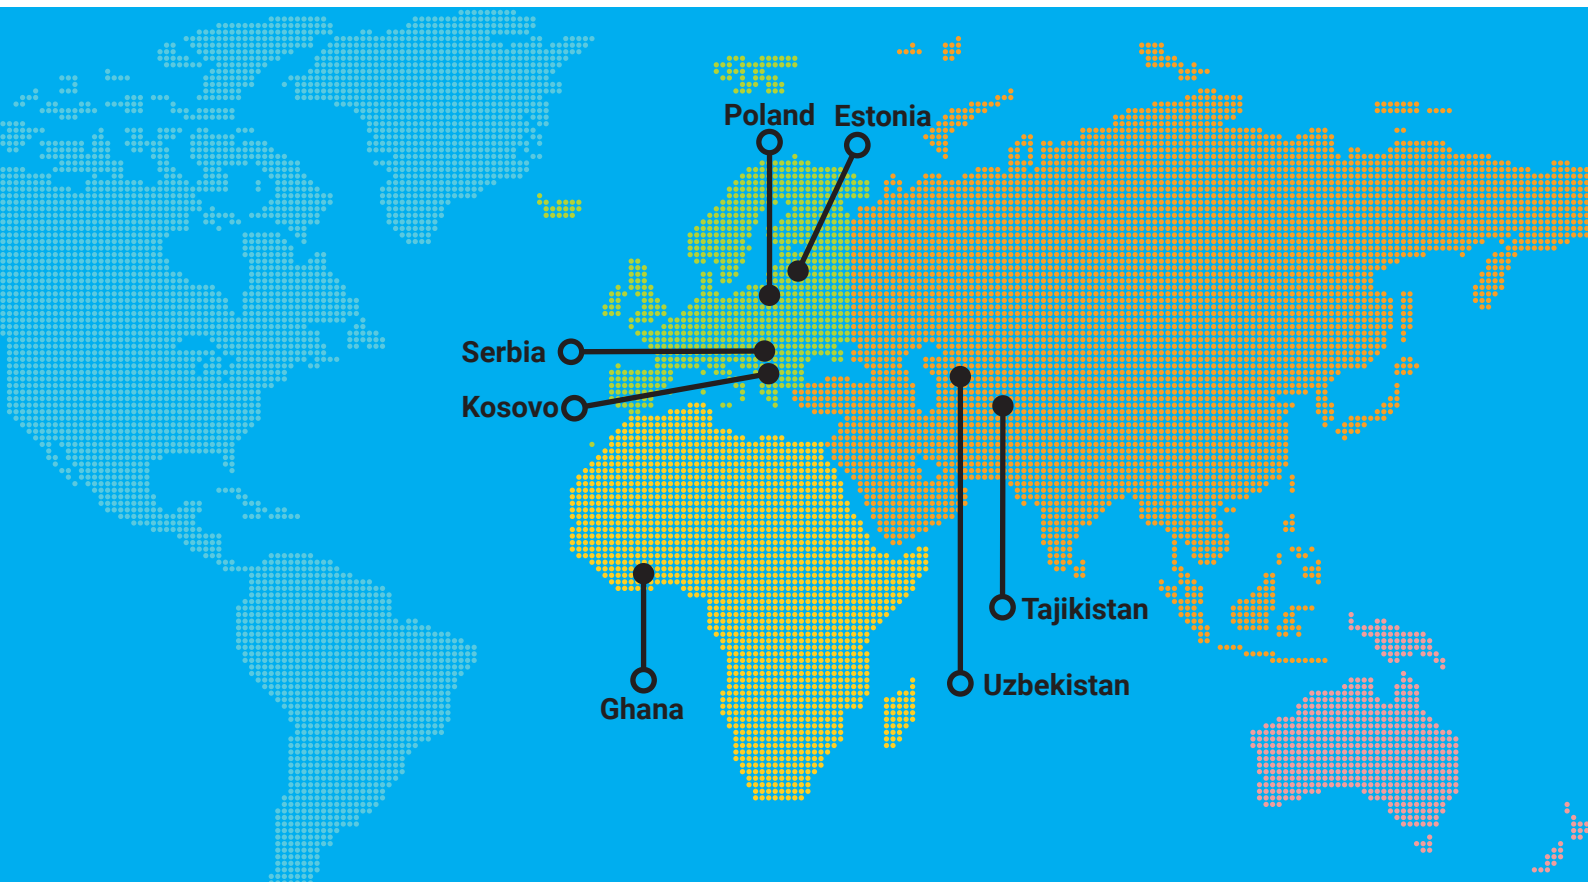 Poland
Estonia
Serbia
Kosovo
Tajikistan
Uzbekistan
Ghana